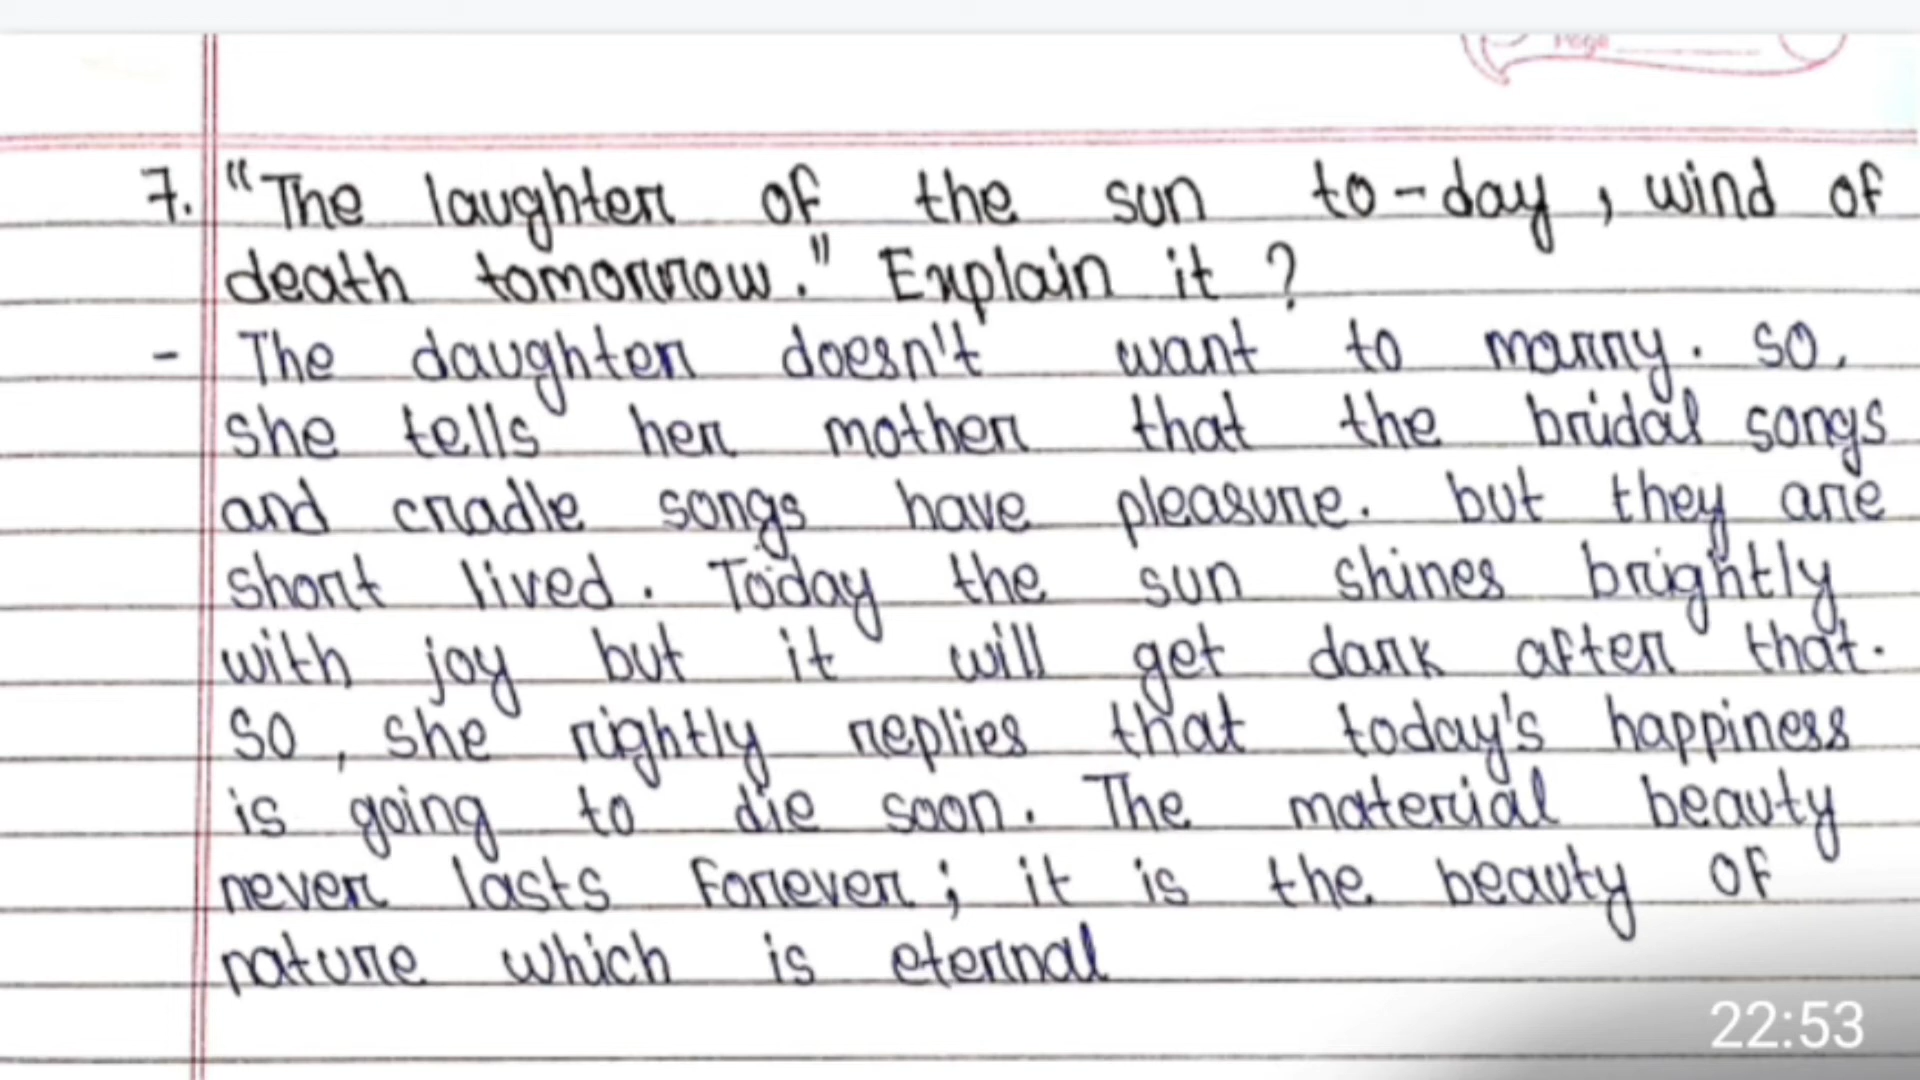 Page
7. "The laughter of the sun to-day, wind of
death tomorrow." Explain it ?
- The daughter doesn't want to marry. so,
she tells her mother that the bridal songs
and cradle songs have pleasure. but they are
short lived. Today the sun shines brightly
with joy but it will get dark after that.
So, she rightly replies that today's happiness
is going to die soon. The material beauty
never lasts forever; it is the beauty of
nature which is eternal
22:53